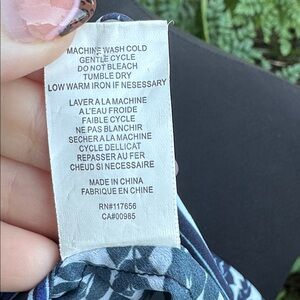 MACHINE WASH COLD
GENTLE CYCLE
DO NOT BLEACH
TUMBLE DRY
LOW WARM IRON IF NESESSARY
LAVER A LA MACHINE
A L'EAU FROIDE
FAIBLE CYCLE
NE PAS BLANCHIR
SECHER A LA MACHINE
CYCLE DELLICAT
REPASSER AU FER
CHEUD SI NECESSAIRE
MADE IN CHINA
FABRIQUE EN CHINE
RN#117656
CA#00985